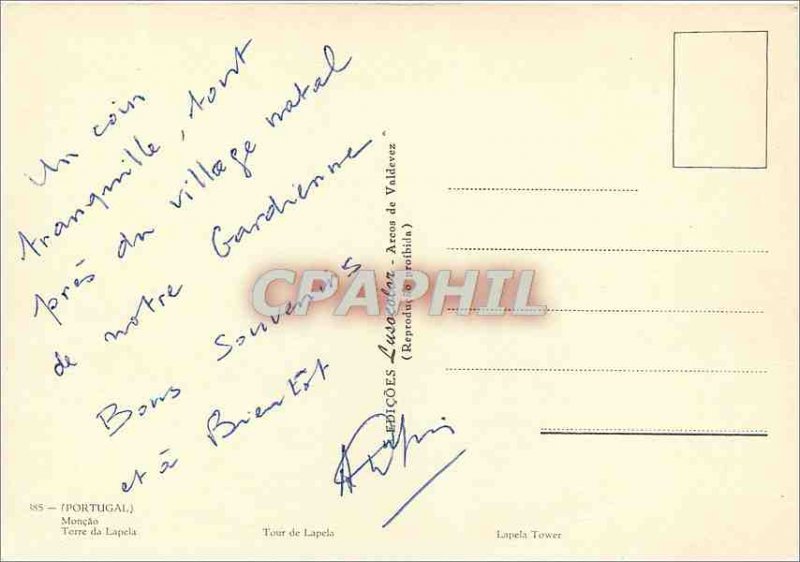 Un coin
tranquille, tout
près du village natal
de notre Gardienne
Bons Souvenirs
et à Bientôt
EDIÇÕES Lusocolor - Arcos de Valdevez
(Reprodução proibida)
CPAPHIL
385 — (PORTUGAL)
Monção
Torre da Lapela
Tour de Lapela
Lapela Tower